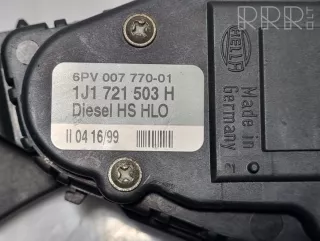 RRR.
6PV 007 770-01
1J1 721 503 H
Diesel HS HLO
II 04 16/99
HELLA
Made in
Germany